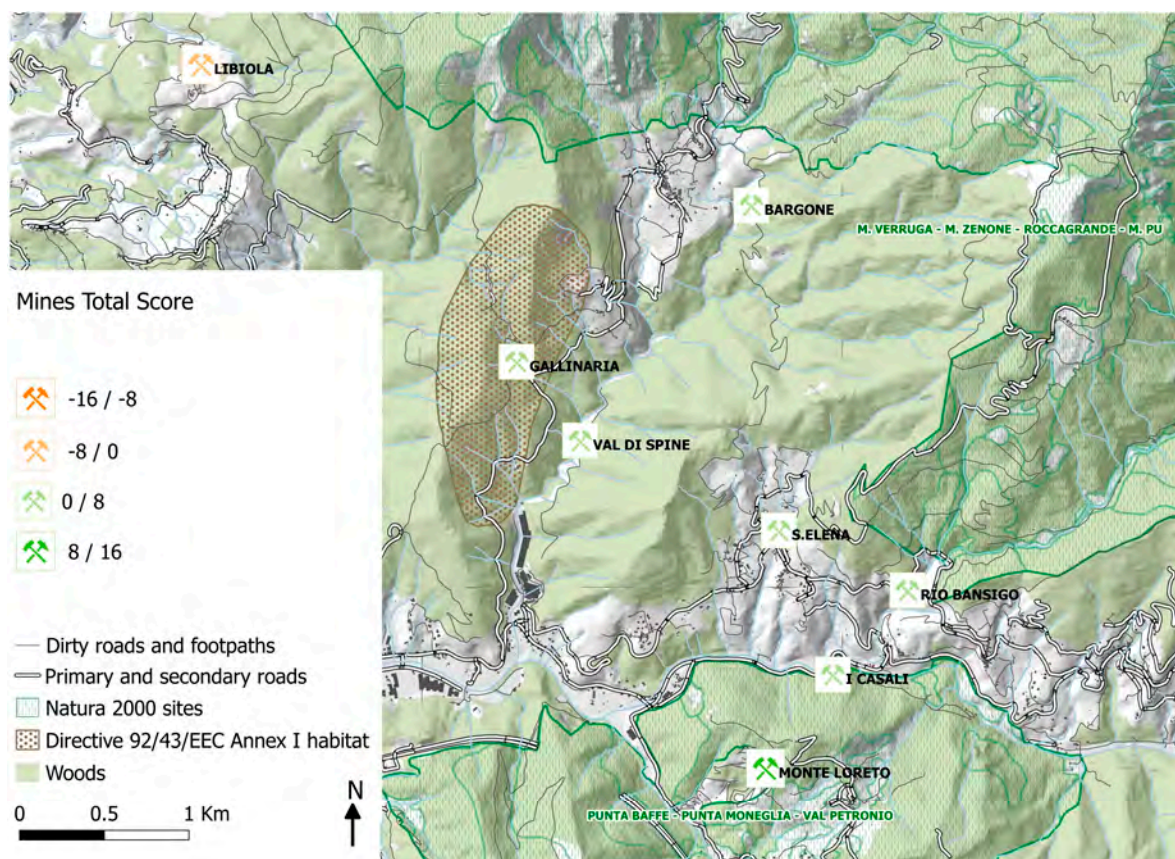 LIBIOLA
BARGONE
M. VERRUGA - M. ZENONE - ROCCAGRANDE - M. PU
Mines Total Score
GALLINARIA
-16 / -8
VAL DI SPINE
-8 / 0
0 / 8
S.ELENA
8 / 16
RIO BANSIGO
Dirty roads and footpaths
Primary and secondary roads
I CASALI
Natura 2000 sites
Directive 92/43/EEC Annex I habitat
Woods
MONTE LORETO
0 0.5 1 Km
N
PUNTA BAFFE - PUNTA MONEGLIA - VAL PETRONIO